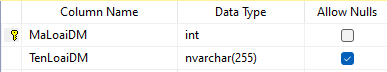 Column Name Data Type Allow Nulls
MaLoaiDM int
TenLoaiDM nvarchar(255)